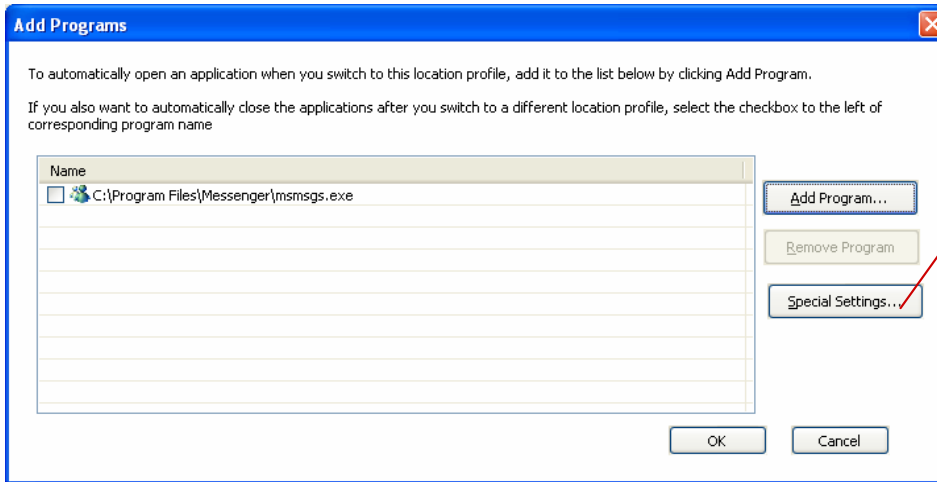 Add Programs
To automatically open an application when you switch to this location profile, add it to the list below by clicking Add Program.
If you also want to automatically close the applications after you switch to a different location profile, select the checkbox to the left of
corresponding program name
Name
C:\Program Files\Messenger\msmsgs.exe
Add Program...
Remove Program
Special Settings...
OK
Cancel